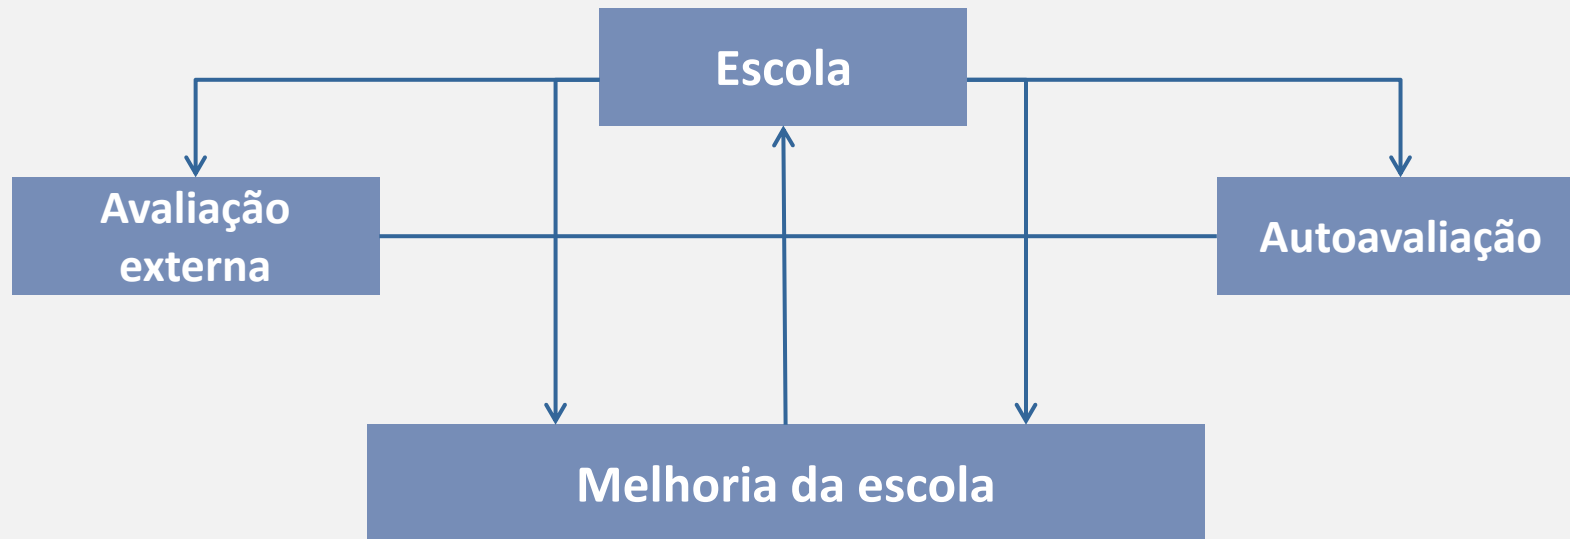 Escola
Avaliação
externa
Autoavaliação
Melhoria da escola